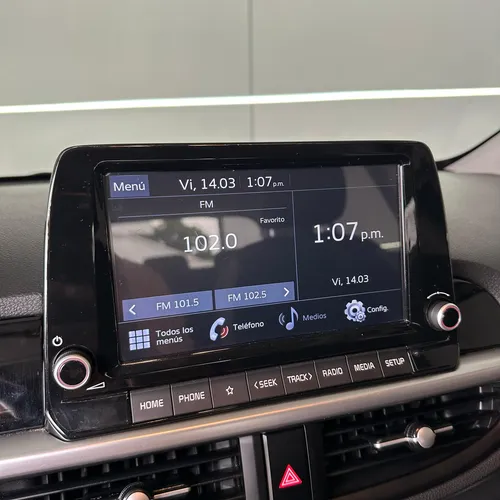 Menú Vi, 14.03 1:07 p.m.
FM
Favorito
102.0
1:07 p.m.
Vi, 14.03
< FM 101.5 FM 102.5 >
Todos los menús
Teléfono
Medios
Config.
HOME PHONE ☆ <SEEK TRACK> RADIO MEDIA SETUP